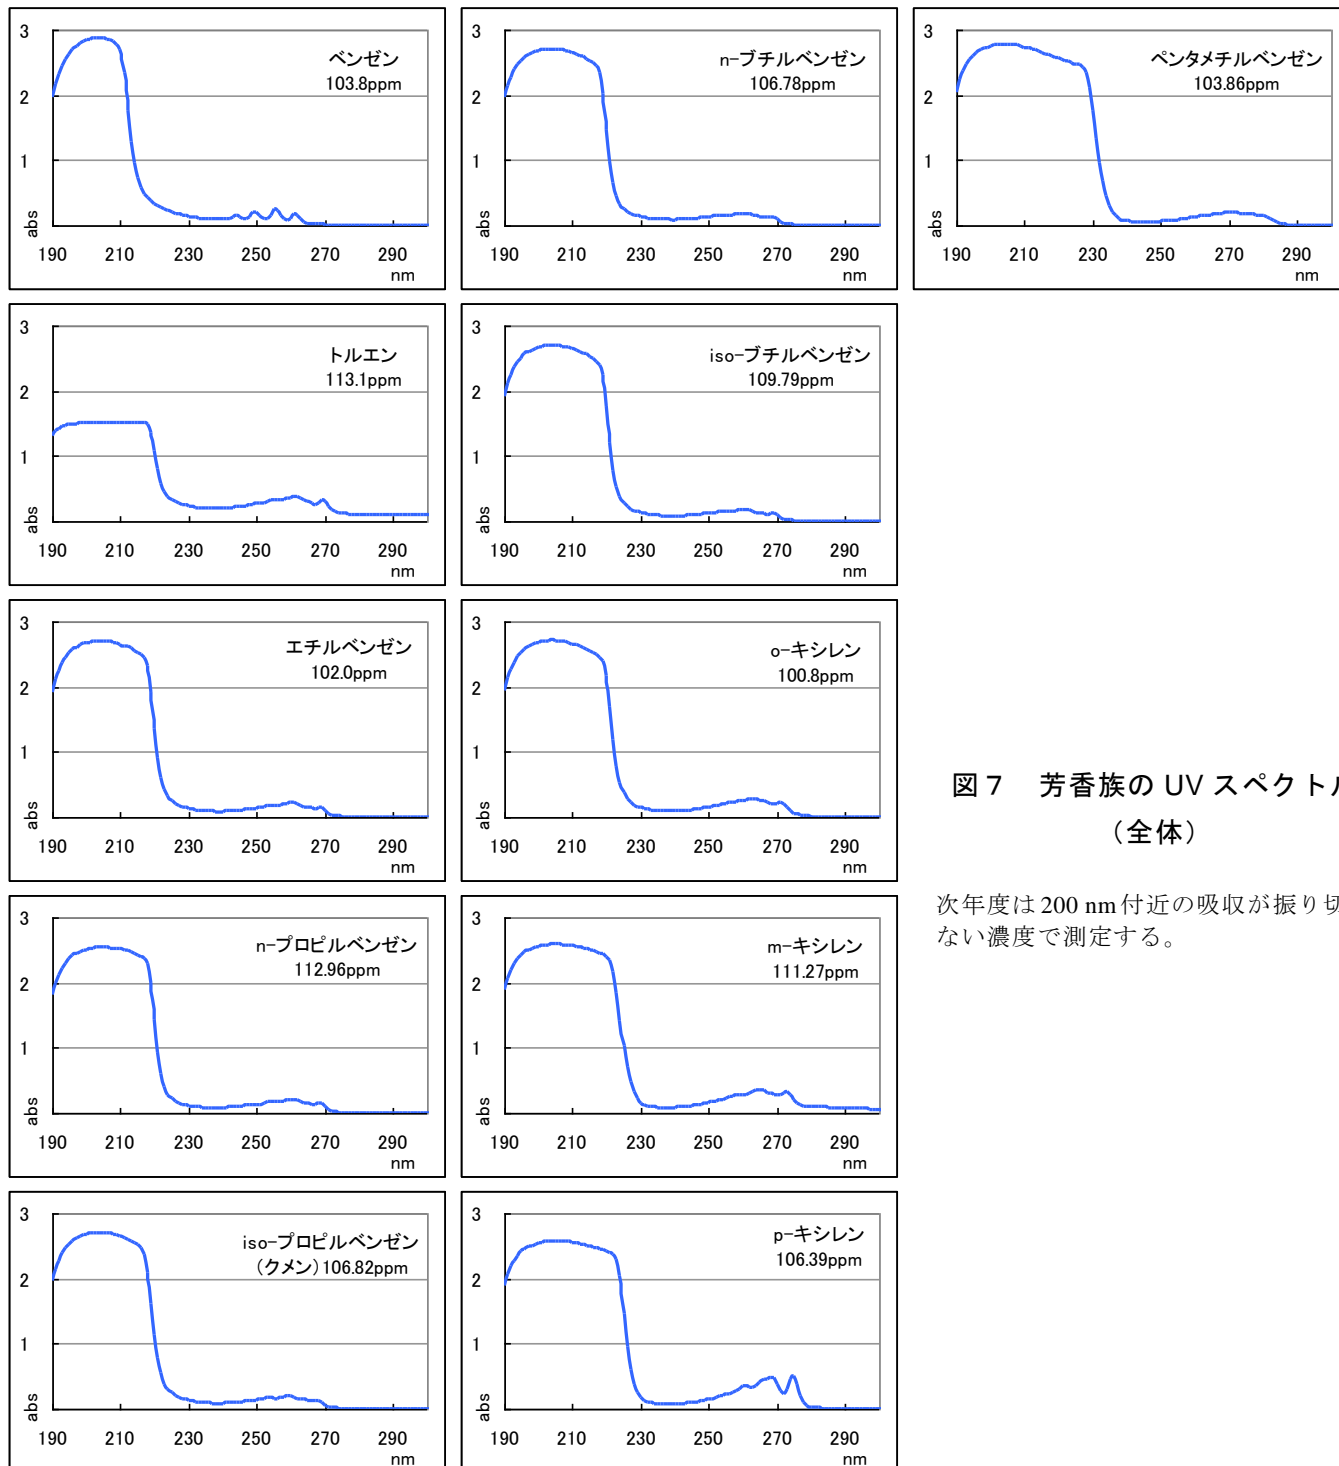 3
2
1
abs
190 210 230 250 270 290
nm
ベンゼン
103.8ppm
3
2
1
abs
190 210 230 250 270 290
nm
n-ブチルベンゼン
106.78ppm
3
2
1
abs
190 210 230 250 270 290
nm
ペンタメチルベンゼン
103.86ppm
3
2
1
abs
190 210 230 250 270 290
nm
トルエン
113.1ppm
3
2
1
abs
190 210 230 250 270 290
nm
iso-ブチルベンゼン
109.79ppm
3
2
1
abs
190 210 230 250 270 290
nm
エチルベンゼン
102.0ppm
3
2
1
abs
190 210 230 250 270 290
nm
o-キシレン
100.8ppm
3
2
1
abs
190 210 230 250 270 290
nm
n-プロピルベンゼン
112.96ppm
3
2
1
abs
190 210 230 250 270 290
nm
m-キシレン
111.27ppm
3
2
1
abs
190 210 230 250 270 290
nm
iso-プロピルベンゼン
（クメン）106.82ppm
3
2
1
abs
190 210 230 250 270 290
nm
p-キシレン
106.39ppm
図７　芳香族の UV スペクトル
（全体）
次年度は 200 nm付近の吸収が振り切
ない濃度で測定する。